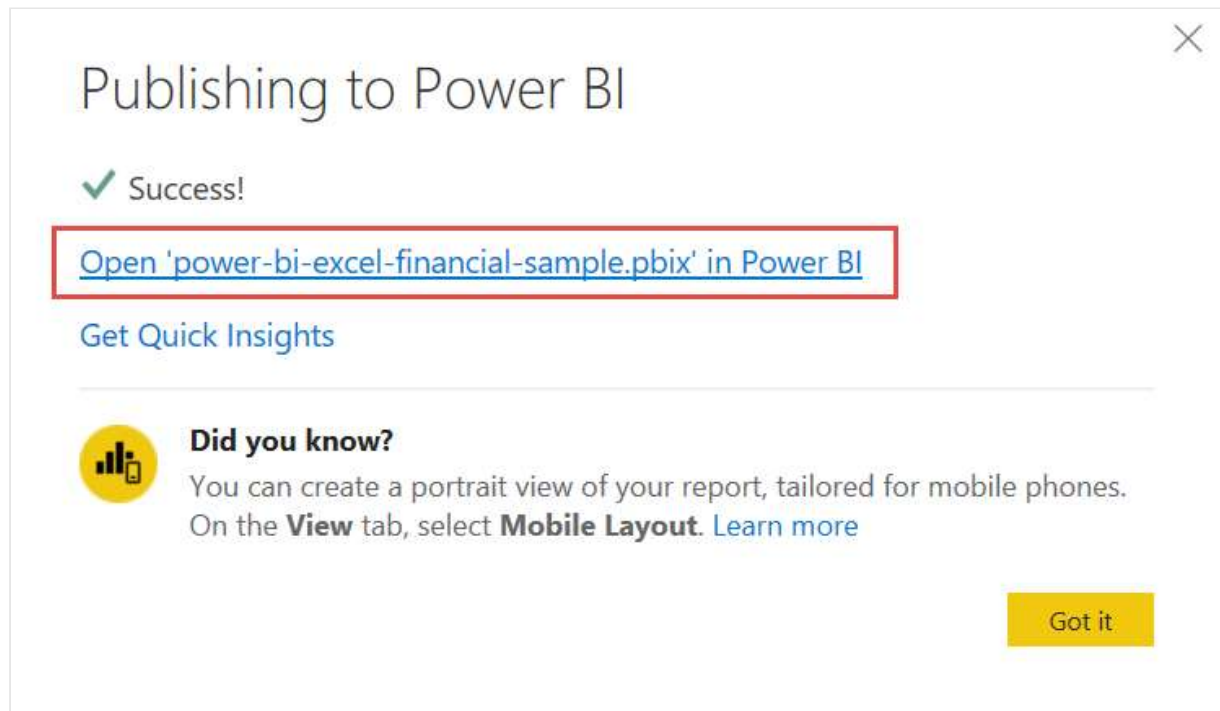 Publishing to Power BI
Success!
Open 'power-bi-excel-financial-sample.pbix' in Power BI
Get Quick Insights
Did you know?
You can create a portrait view of your report, tailored for mobile phones.
On the View tab, select Mobile Layout. Learn more
Got it